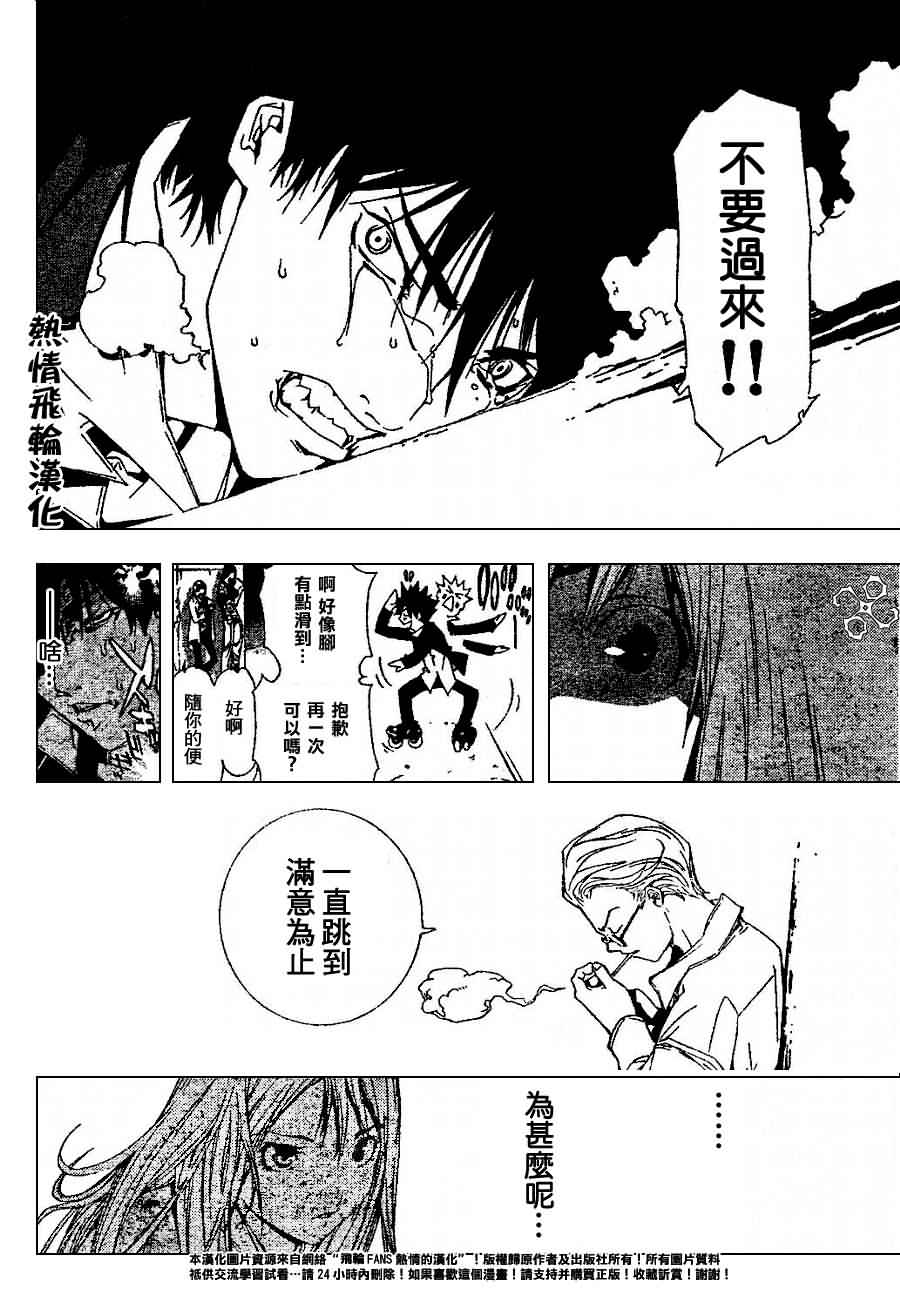 不要過來!!
熱情飛輪漢化
啊 好像腳
有點滑到…
抱歉
再一次
可以嗎?
好啊
隨你的便
——啥…
一直跳到
滿意為止
……
為甚麼呢…
本漢化圖片資源來自網絡“飛輪FANS熱情的漢化”!版權歸原作者及出版社所有!所有圖片資料
祗供交流學習試看…請24小時內刪除!如果喜歡這個漫畫!請支持并購買正版!收藏訢賞!謝謝!